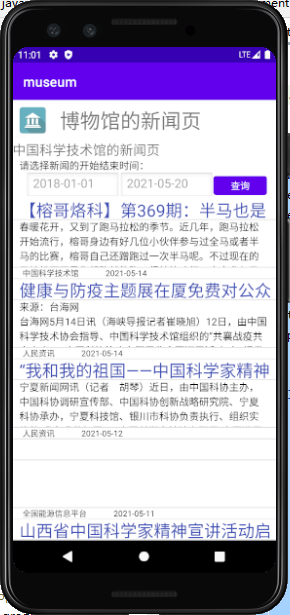 11:01
LTE
museum
博物馆的新闻页
中国科学技术馆的新闻页
请选择新闻的开始结束时间：
2018-01-01
2021-05-20
查询
【榕哥烙科】第369期：半马也是
春暖花开，又到了跑马拉松的季节。近几年，跑马拉
松开始流行，榕哥身边有好几位小伙伴参与过全马或者半
马的比赛，榕哥自己还蹭跑过一次半马呢。不过现在的
中国科学技术馆 2021-05-14
健康与防疫主题展在厦免费对公众
来源：台海网
台海网5月14日讯（海峡导报记者崔晓旭）12日，由中国
科学技术协会指导、中国科学技术馆组织的“共襄战疫共
人民资讯 2021-05-14
“我和我的祖国——中国科学家精神
宁夏新闻网讯（记者 胡琴）近日，由中国科协主办，
中国科协调研宣传部、中国科协创新战略研究院、宁夏
科协承办，宁夏科技馆、银川市科协负责执行、组织实
人民资讯 2021-05-12
全国能源信息平台 2021-05-11
山西省中国科学家精神宣讲活动启